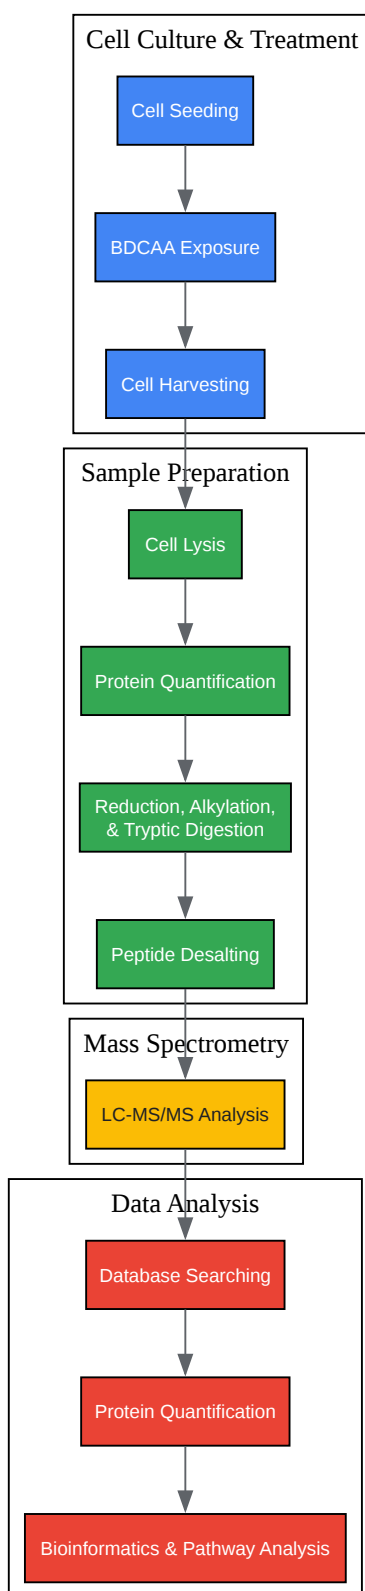 Cell Culture & Treatment
Cell Seeding
BDCAA Exposure
Cell Harvesting
Sample Preparation
Cell Lysis
Protein Quantification
Reduction, Alkylation,
& Tryptic Digestion
Peptide Desalting
Mass Spectrometry
LC-MS/MS Analysis
Data Analysis
Database Searching
Protein Quantification
Bioinformatics & Pathway Analysis